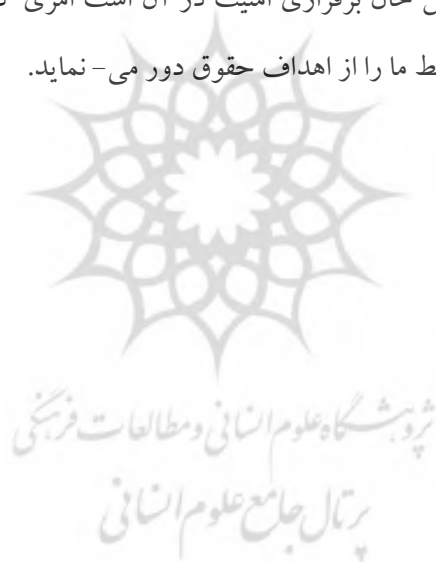 حال برقراری امنیت در آن است امری
ما را از اهداف حقوق دور می– نماید.
پژوهشگاه علوم انسانی و مطالعات فرهنگی
پرتال جامع علوم انسانی